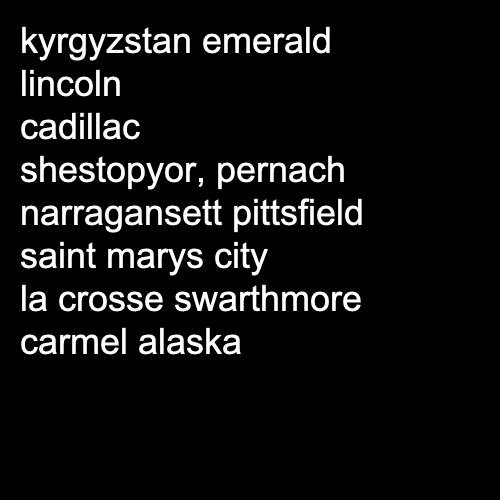 kyrgyzstan emerald
lincoln
cadillac
shestopyor, pernach
narragansett pittsfield
saint marys city
la crosse swarthmore
carmel alaska